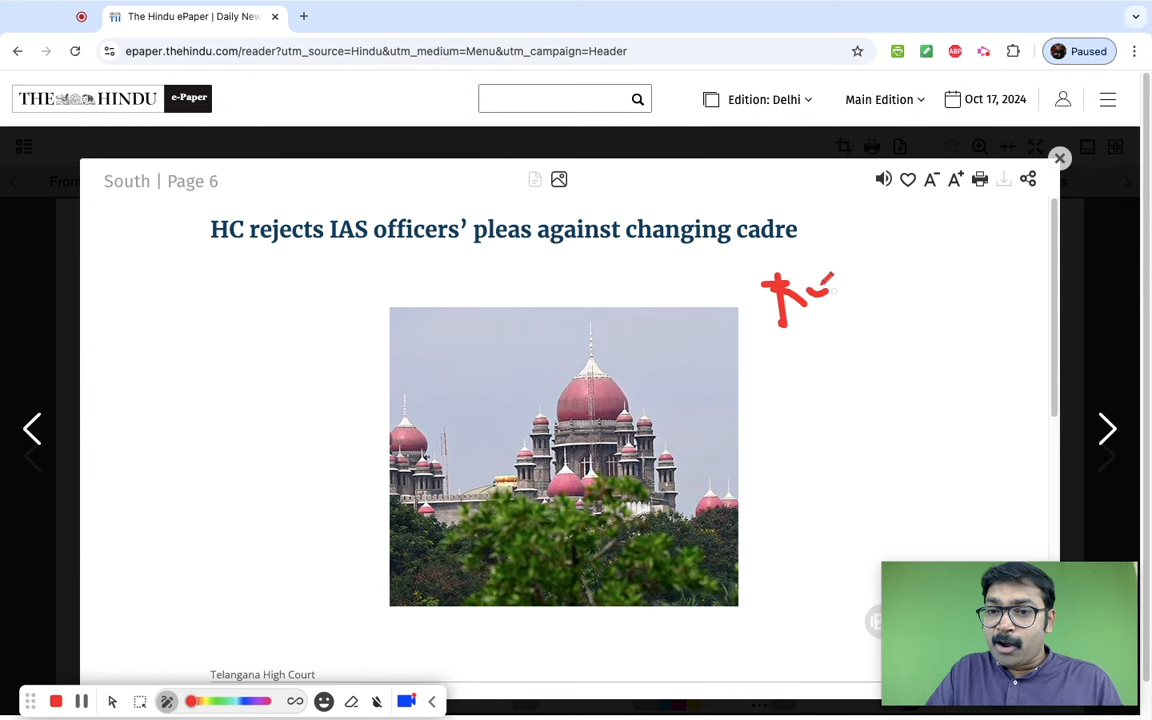 The Hindu ePaper | Daily New
epaper.thehindu.com/reader?utm_source=Hindu&utm_medium=Menu&utm_campaign=Header
ABP
Paused
THE HINDU e-Paper
Edition: Delhi
Main Edition
Oct 17, 2024
South | Page 6
A- A+
HC rejects IAS officers’ pleas against changing cadre
Telangana High Court